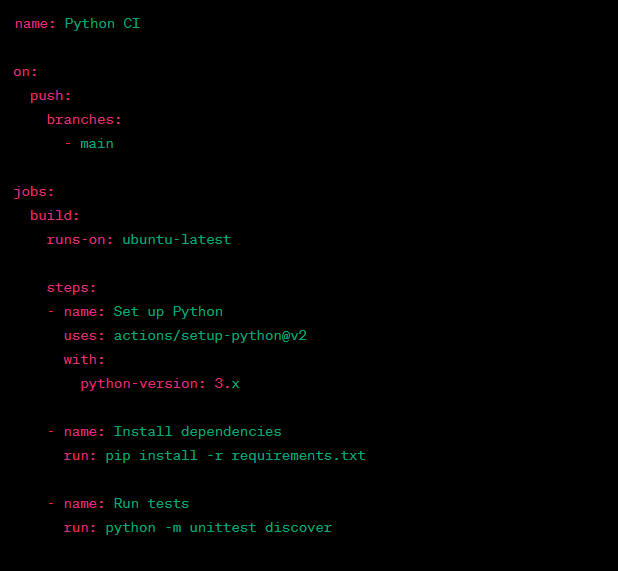 name: Python CI

on:
  push:
    branches:
      - main

jobs:
  build:
    runs-on: ubuntu-latest

    steps:
    - name: Set up Python
      uses: actions/setup-python@v2
      with:
        python-version: 3.x

    - name: Install dependencies
      run: pip install -r requirements.txt

    - name: Run tests
      run: python -m unittest discover